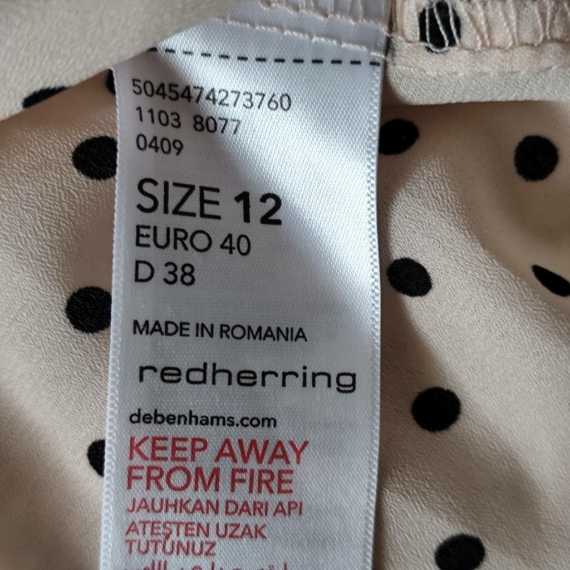 5045474273760
1103 8077
0409
SIZE 12
EURO 40
D 38
MADE IN ROMANIA
redherring
debenhams.com
KEEP AWAY
FROM FIRE
JAUHKAN DARI API
ATEŞTEN UZAK
TUTUNUZ